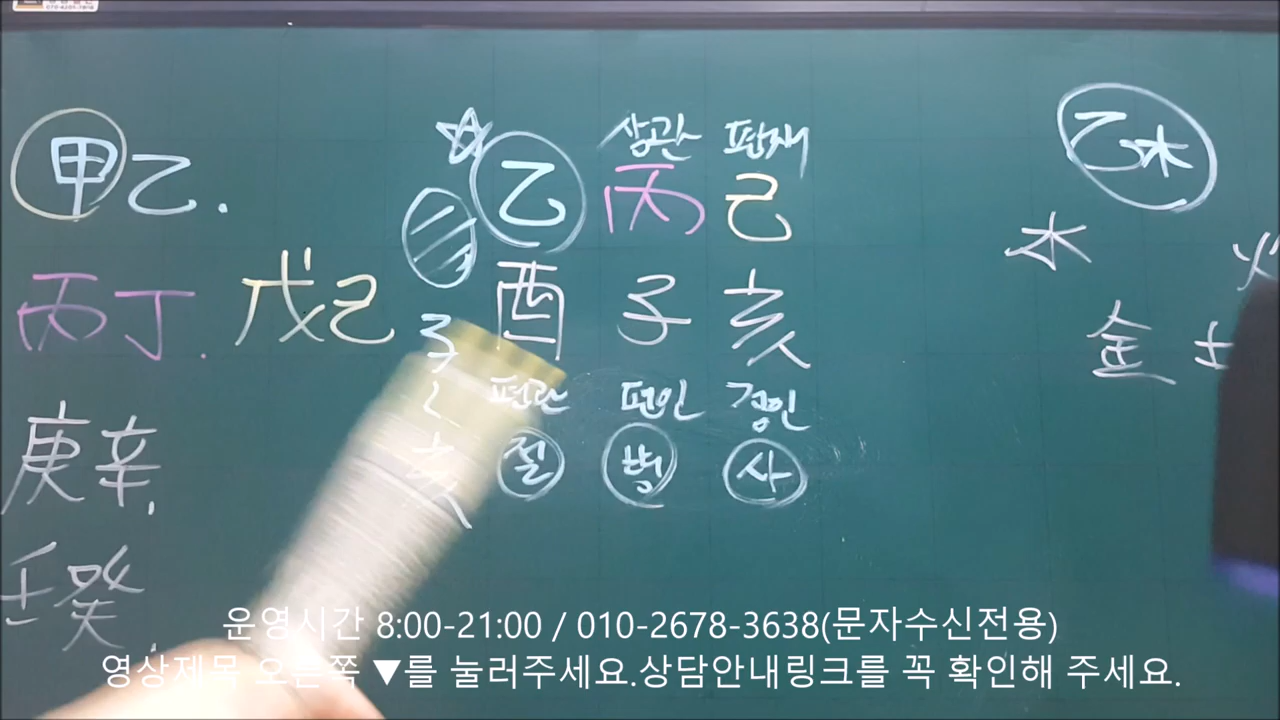 상관 편재
甲乙. 乙 丙 己 乙木
水 火
丙丁. 戊己 子 酉 子 亥
金 土
편관 편인 정인
庚辛. 亥 절 병 사
壬癸.
운영시간 8:00-21:00 / 010-2678-3638(문자수신전용)
영상제목 오른쪽 ▼를 눌러주세요.상담안내링크를 꼭 확인해 주세요.